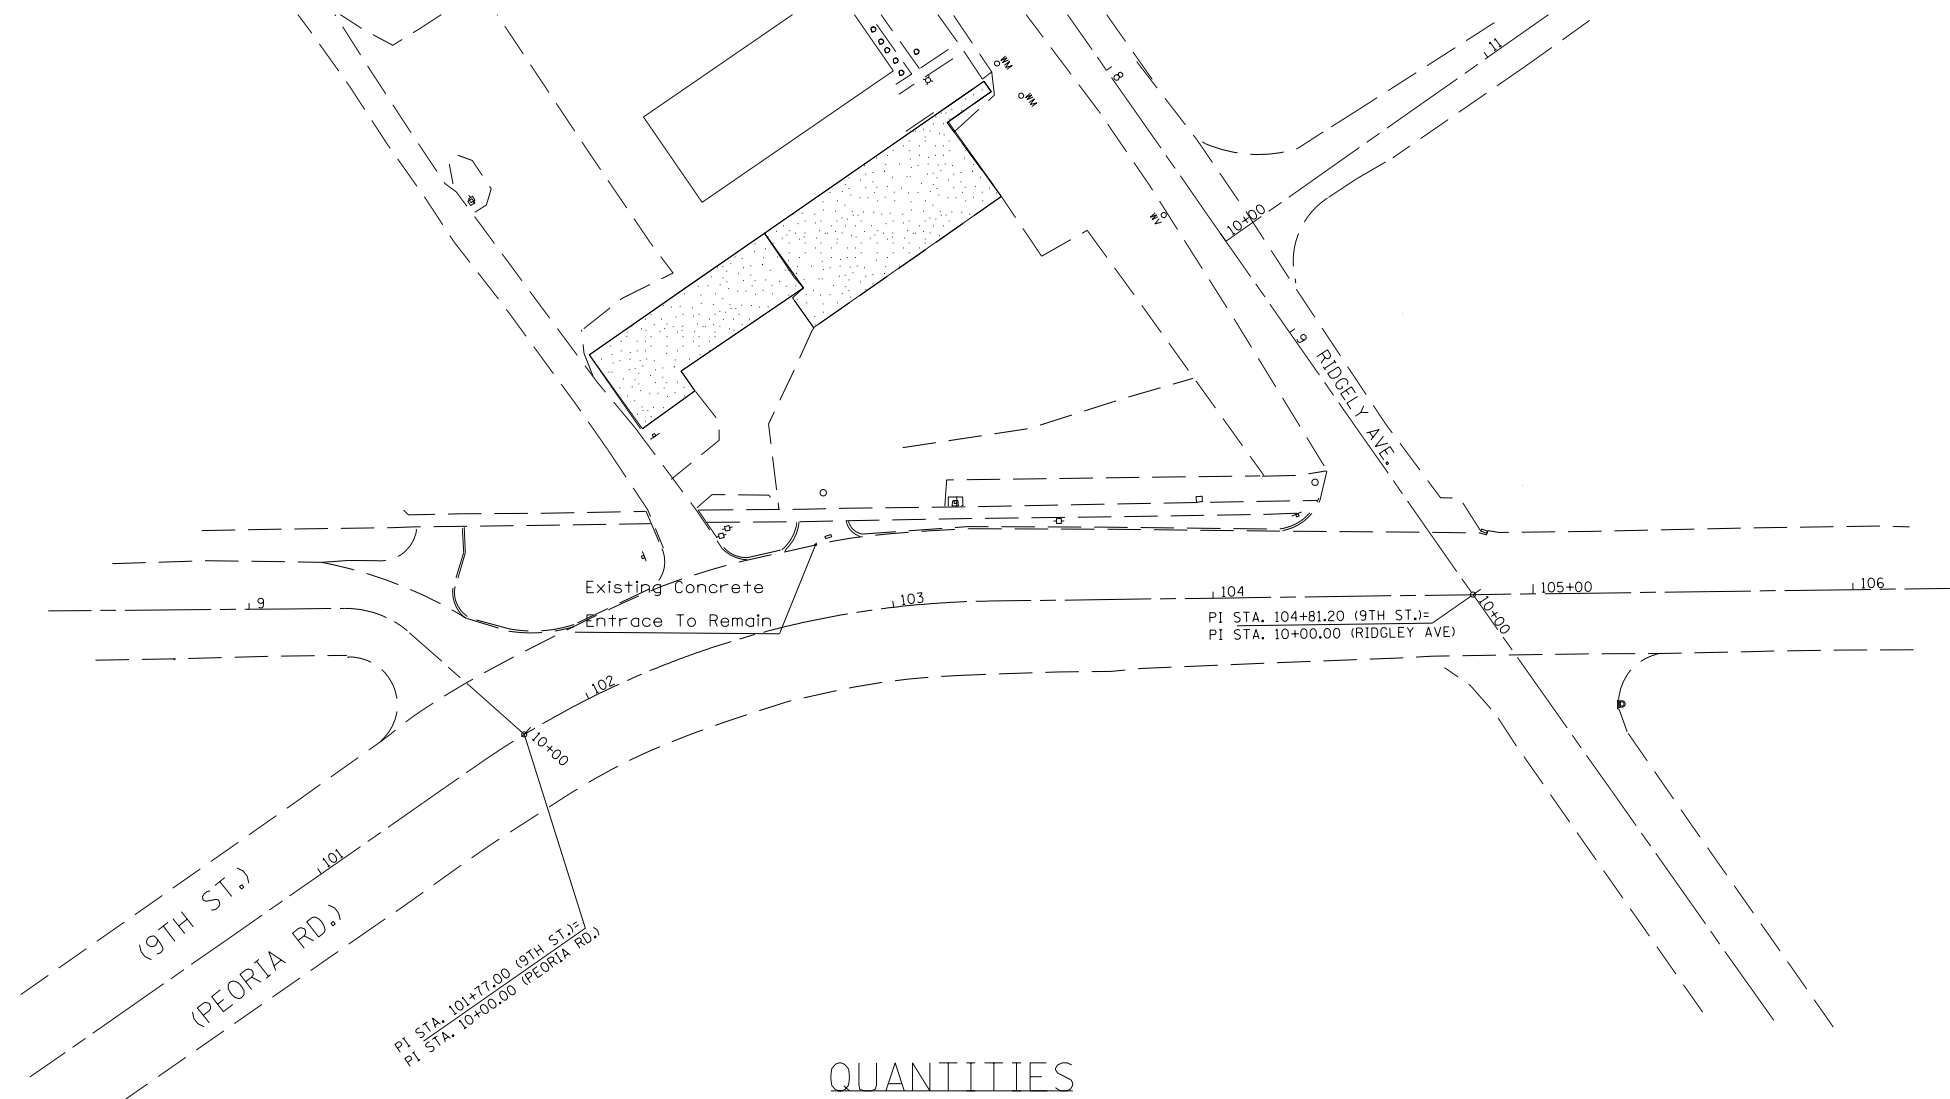 11
WM
WM
8
WV
10+00
9
RIDGELY AVE.
Existing Concrete
Entrace To Remain
9
103
104
105+00
106
PI STA. 104+81.20 (9TH ST.)=
PI STA. 10+00.00 (RIDGLEY AVE)
10+00
102
10+00
101
(9TH ST.)
(PEORIA RD.)
PI STA. 101+77.00 (9TH ST.)=
PI STA. 10+00.00 (PEORIA RD.)
QUANTITIES